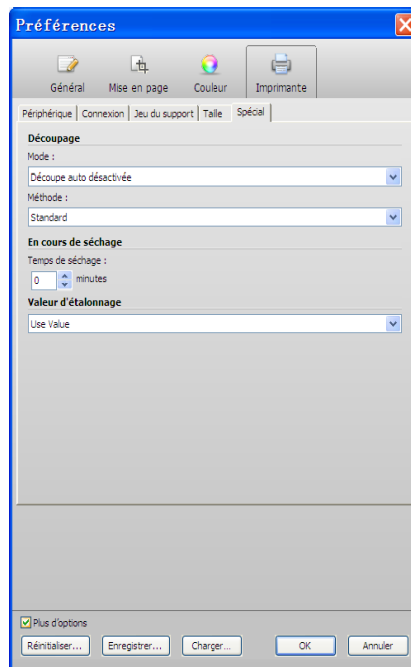 Préférences
Général Mise en page Couleur Imprimante
Périphérique Connexion Jeu du support Taille Spécial
Découpage
Mode :
Découpe auto désactivée
Méthode :
Standard
En cours de séchage
Temps de séchage :
0 minutes
Valeur d'étalonnage
Use Value
Plus d'options
Réinitialiser... Enregistrer... Charger... OK Annuler